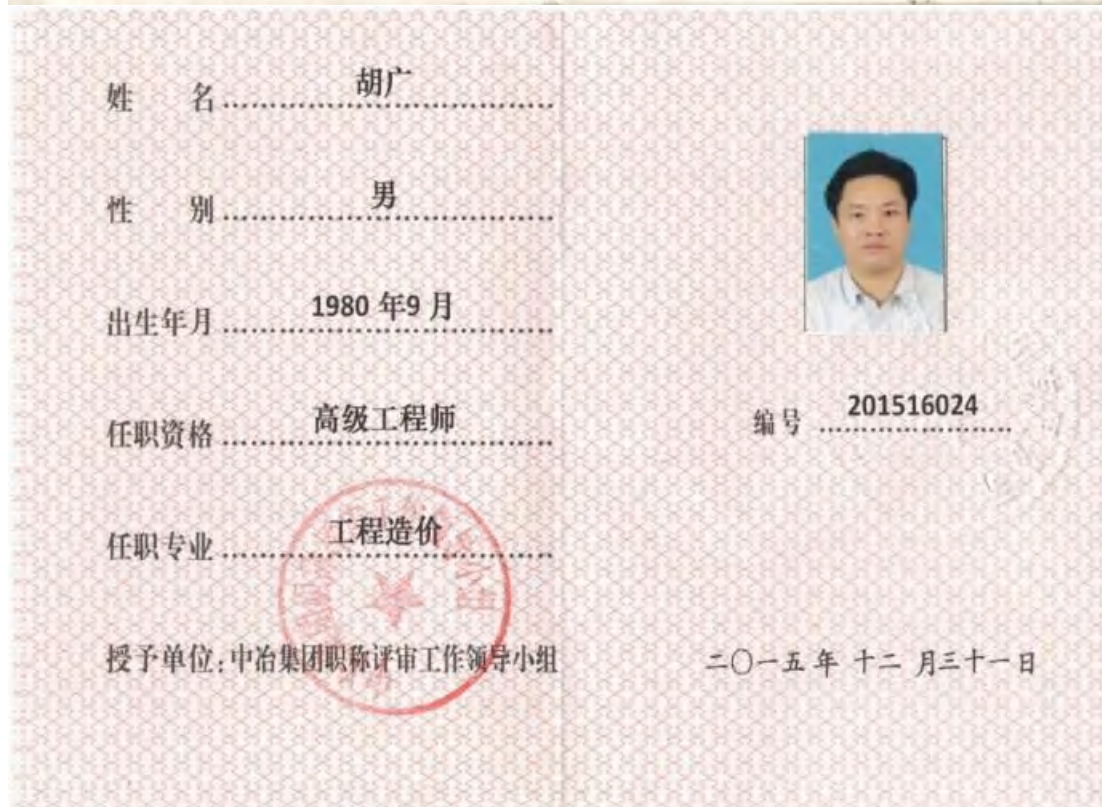 姓 名 胡广
性 别 男
出生年月 1980 年9 月
任职资格 高级工程师
任职专业 工程造价
授予单位:中冶集团职称评审工作领导小组
编号 201516024
二〇一五年 十二 月三十一日